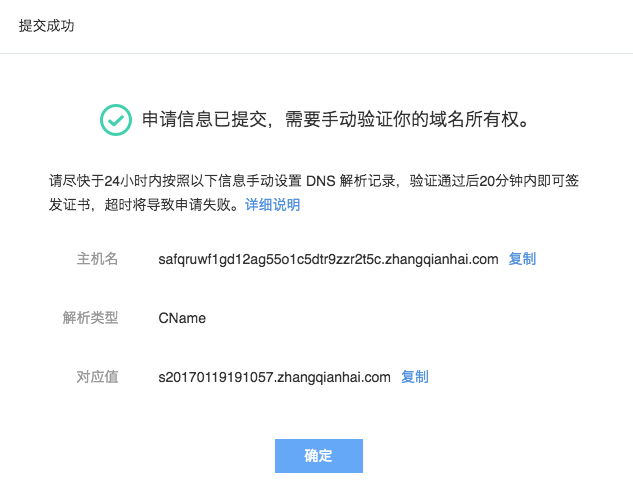 提交成功
申请信息已提交，需要手动验证你的域名所有权。
请尽快于24小时内按照以下信息手动设置 DNS 解析记录，验证通过后20分钟内即可签
发证书，超时将导致申请失败。详细说明
主机名 safqruwf1gd12ag55o1c5dtr9zzr2t5c.zhangqianhai.com 复制
解析类型 CName
对应值 s20170119191057.zhangqianhai.com 复制
确定